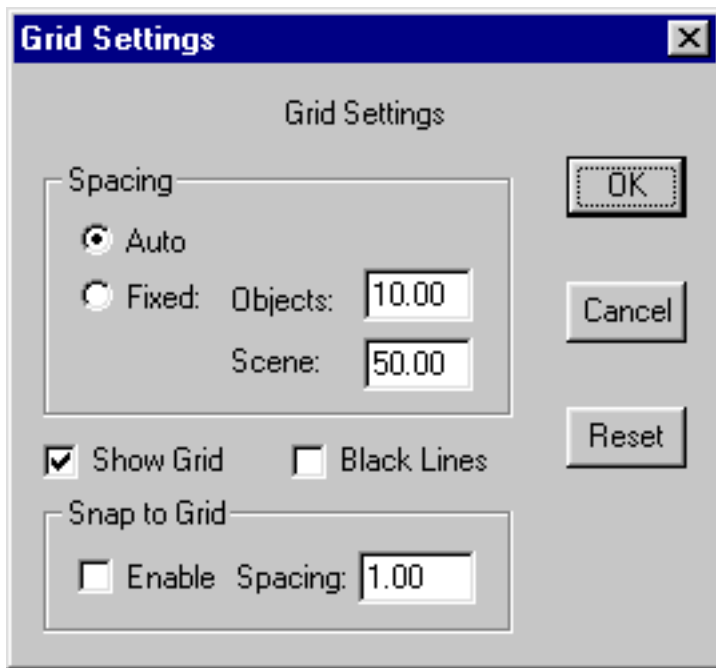 Grid Settings
Grid Settings
Spacing
OK
Auto
Fixed: Objects: 10.00
Cancel
Scene: 50.00
Show Grid Black Lines
Reset
Snap to Grid
Enable Spacing: 1.00